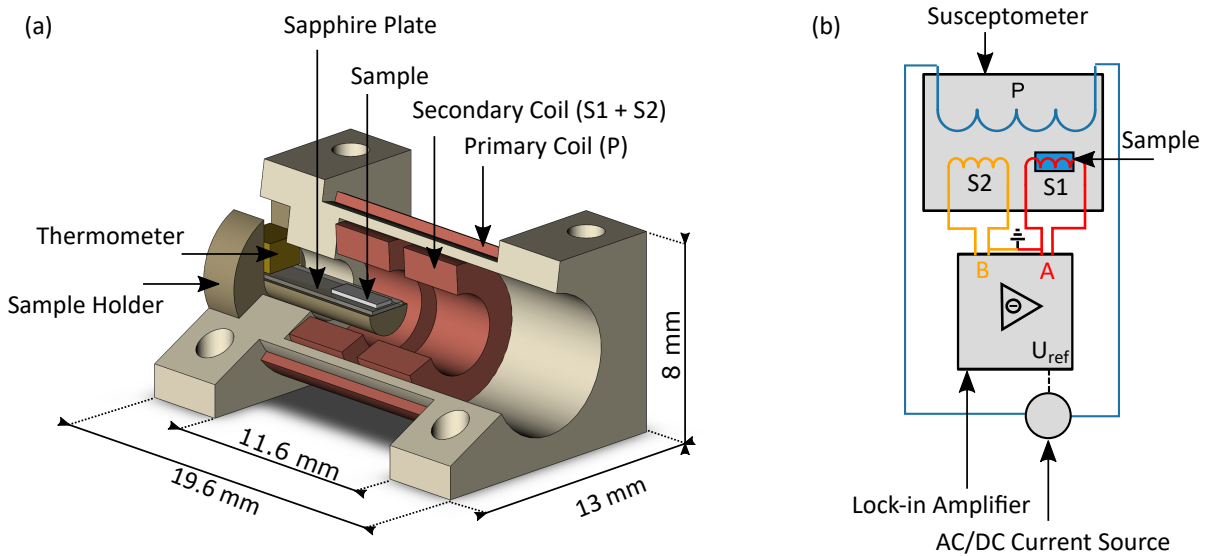 (a)
Sapphire Plate
Sample
Secondary Coil (S1 + S2)
Primary Coil (P)
Thermometer
Sample Holder
8 mm
11.6 mm
19.6 mm
13 mm
(b)
Susceptometer
P
Sample
S2
S1
B
A
Θ
Uref
Lock-in Amplifier
AC/DC Current Source